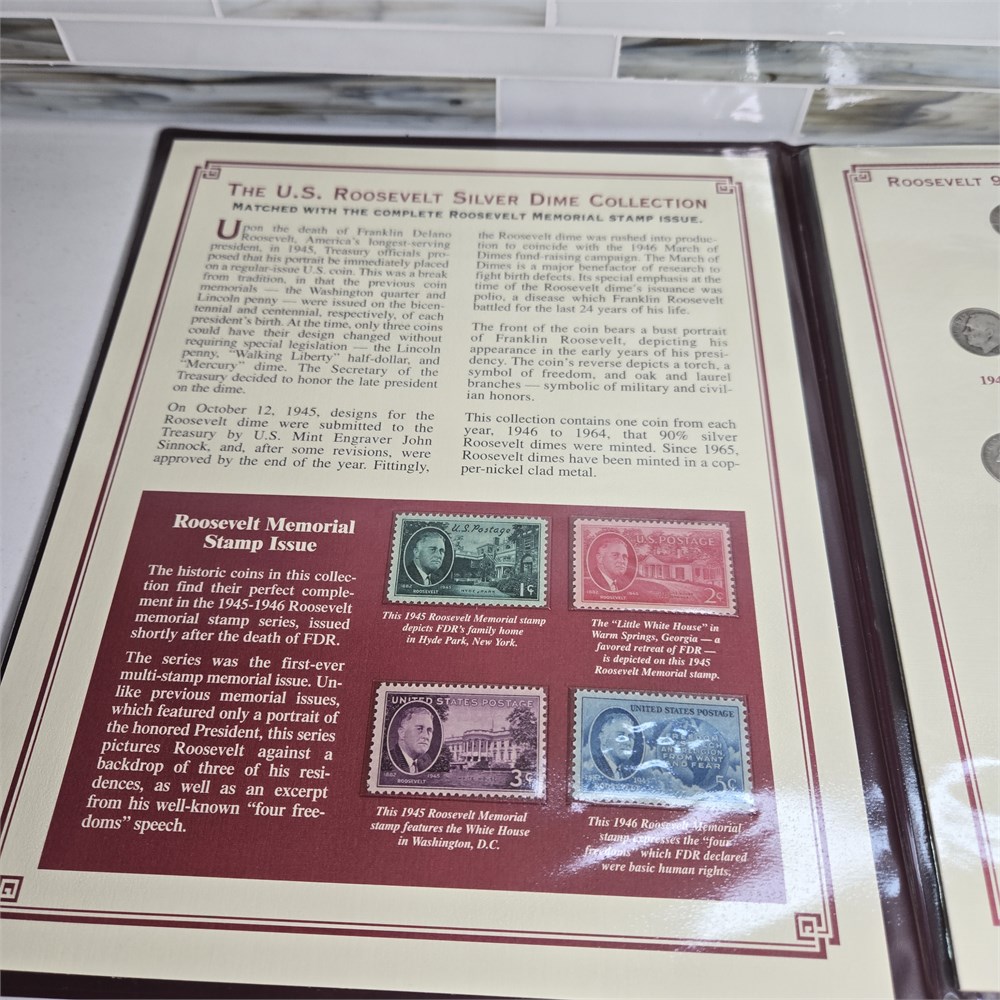 THE U.S. ROOSEVELT SILVER DIME COLLECTION
MATCHED WITH THE COMPLETE ROOSEVELT MEMORIAL STAMP ISSUE.
Upon the death of Franklin Delano
Roosevelt, America's longest-serving
president, in 1945, Treasury officials pro-
posed that his portrait be immediately placed
on a regular-issue U.S. coin. This was a break
from tradition, in that the previous coin
memorials — the Washington quarter and
Lincoln penny — were issued on the bicen-
tennial and centennial, respectively, of each
president's birth. At the time, only three coins
could have their design changed without
requiring special legislation — the Lincoln
penny, "Walking Liberty" half-dollar, and
"Mercury" dime. The Secretary of the
Treasury decided to honor the late president
on the dime.
On October 12, 1945, designs for the
Roosevelt dime were submitted to the
Treasury by U.S. Mint Engraver John
Sinnock, and, after some revisions, were
approved by the end of the year. Fittingly,
the Roosevelt dime was rushed into produc-
tion to coincide with the 1946 March of
Dimes fund-raising campaign. The March of
Dimes is a major benefactor of research to
fight birth defects. Its special emphasis at the
time of the Roosevelt dime's issuance was
polio, a disease which Franklin Roosevelt
battled for the last 24 years of his life.
The front of the coin bears a bust portrait
of Franklin Roosevelt, depicting his
appearance in the early years of his presi-
dency. The coin's reverse depicts a torch, a
symbol of freedom, and oak and laurel
branches — symbolic of military and civil-
ian honors.
This collection contains one coin from each
year, 1946 to 1964, that 90% silver
Roosevelt dimes were minted. Since 1965,
Roosevelt dimes have been minted in a cop-
per-nickel clad metal.
Roosevelt Memorial
Stamp Issue
The historic coins in this collec-
tion find their perfect comple-
ment in the 1945-1946 Roosevelt
memorial stamp series, issued
shortly after the death of FDR.
The series was the first-ever
multi-stamp memorial issue. Un-
like previous memorial issues,
which featured only a portrait of
the honored President, this series
pictures Roosevelt against a
backdrop of three of his resi-
dences, as well as an excerpt
from his well-known "four free-
doms" speech.
U.S. Postage
1882 1945
ROOSEVELT
HYDE PARK
1¢
This 1945 Roosevelt Memorial stamp
depicts FDR's family home
in Hyde Park, New York.
U.S. POSTAGE
ROOSEVELT
2¢
The "Little White House" in
Warm Springs, Georgia — a
favored retreat of FDR —
is depicted on this 1945
Roosevelt Memorial stamp.
UNITED STATES POSTAGE
1882 1945
ROOSEVELT
3¢
This 1945 Roosevelt Memorial
stamp features the White House
in Washington, D.C.
UNITED STATES POSTAGE
FROM WANT
AND FEAR
5¢
This 1946 Roosevelt Memorial
stamp expresses the "four
freedoms" which FDR declared
were basic human rights.
ROOSEVELT 9
194